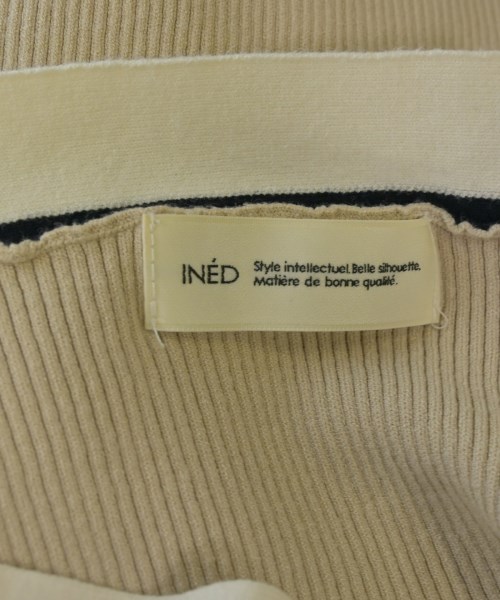 INÉD
Style intellectuel. Belle silhouette.
Matière de bonne qualité.